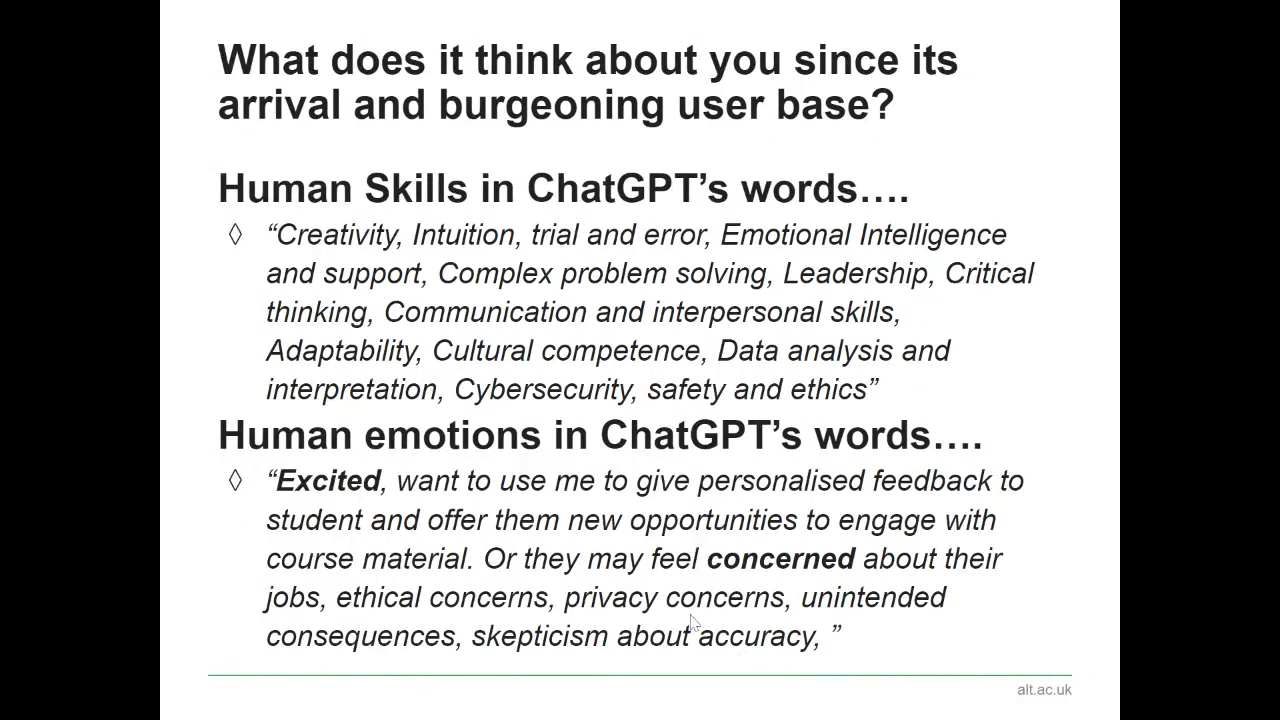 What does it think about you since its
arrival and burgeoning user base?
Human Skills in ChatGPT’s words….
◊ “Creativity, Intuition, trial and error, Emotional Intelligence
and support, Complex problem solving, Leadership, Critical
thinking, Communication and interpersonal skills,
Adaptability, Cultural competence, Data analysis and
interpretation, Cybersecurity, safety and ethics”
Human emotions in ChatGPT’s words….
◊ “Excited, want to use me to give personalised feedback to
student and offer them new opportunities to engage with
course material. Or they may feel concerned about their
jobs, ethical concerns, privacy concerns, unintended
consequences, skepticism about accuracy, ”
alt.ac.uk